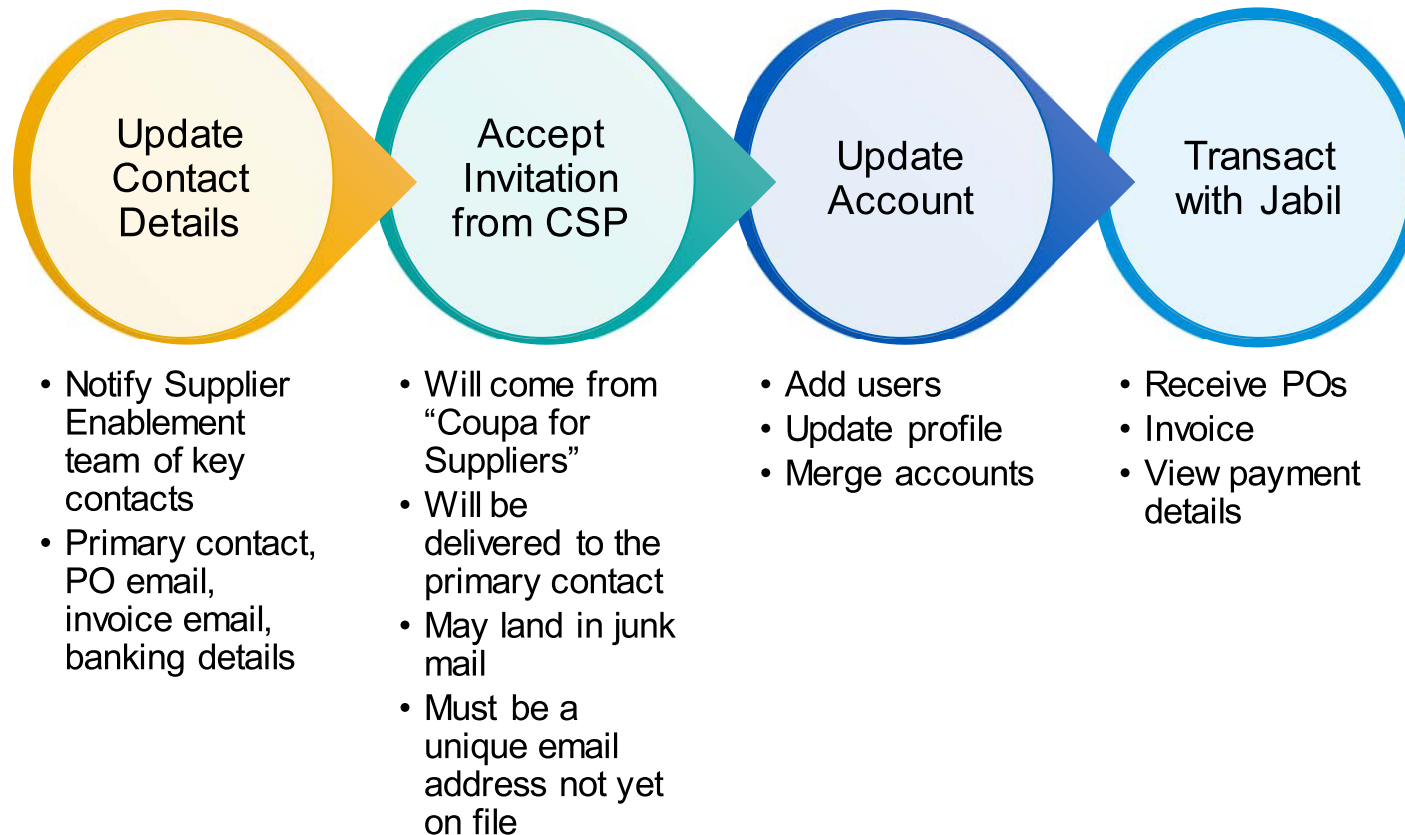 Update
Contact
Details
Accept
Invitation
from CSP
Update
Account
Transact
with Jabil
• Notify Supplier
Enablement
team of key
contacts
• Primary contact,
PO email,
invoice email,
banking details
• Will come from
“Coupa for
Suppliers”
• Will be
delivered to the
primary contact
• May land in junk
mail
• Must be a
unique email
address not yet
on file
• Add users
• Update profile
• Merge accounts
• Receive POs
• Invoice
• View payment
details